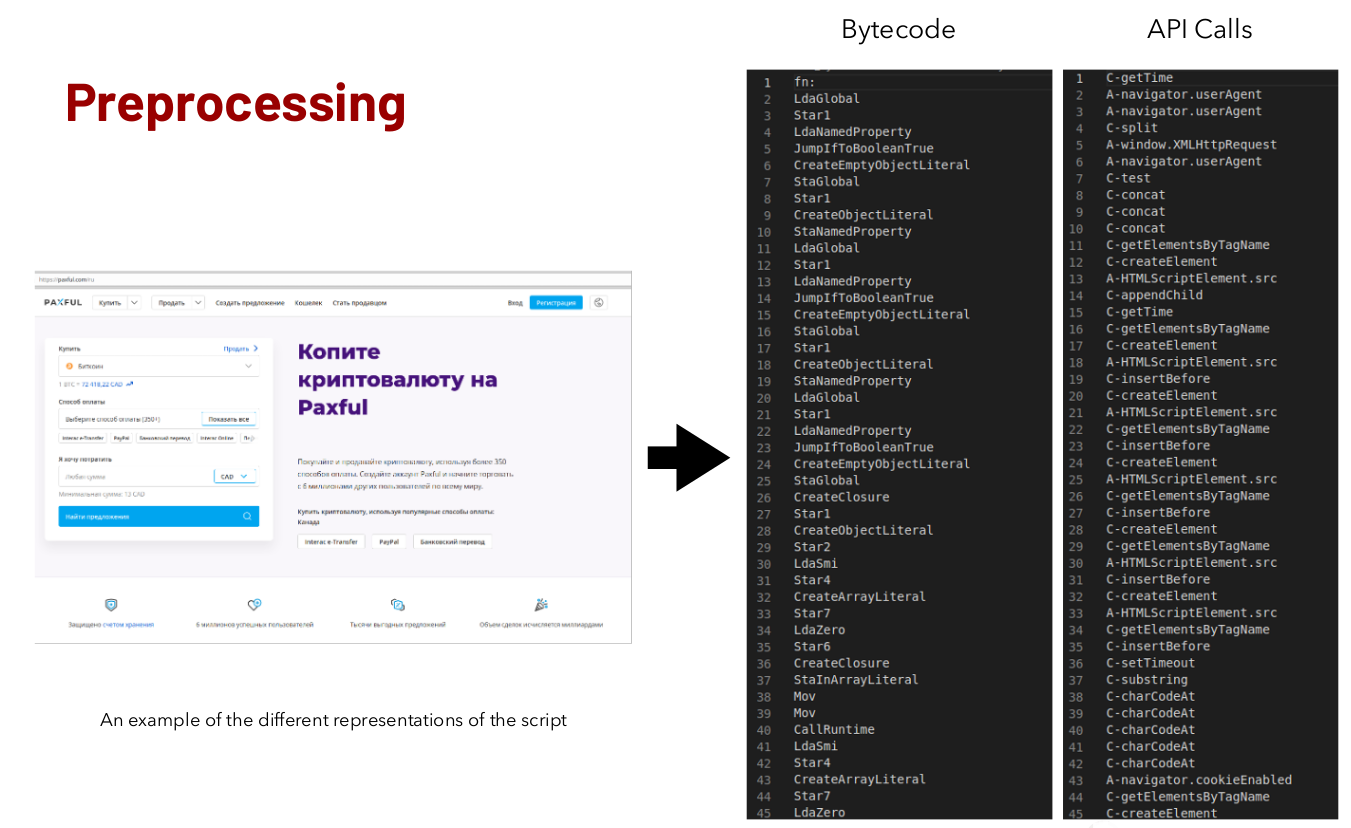 Preprocessing
https://paxful.com/ru
PAXFUL
Купить
Продать
Создать предложение
Кошелек
Стать продавцом
Вход
Регистрация
Купить
Продать
Биткоин
1 BTC = 72 418,22 CAD
Способ оплаты
Выберите способ оплаты (350+)
Показать все
Interac e-Transfer
PayPal
Банковский перевод
Interac Online
Я хочу потратить
Любая сумма
CAD
Минимальная сумма: 13 CAD
Найти предложения
Копите
криптовалюту на
Paxful
Покупайте и продавайте криптовалюту, используя более 350
способов оплаты. Создайте аккаунт Paxful и начните торговать
с 6 миллионами других пользователей по всему миру.
Купить криптовалюту, используя популярные способы оплаты:
Канада
Interac e-Transfer
PayPal
Банковский перевод
Защищено счетом хранения
6 миллионов успешных пользователей
Тысячи выгодных предложений
Объем сделок исчисляется миллиардами
An example of the different representations of the script
Bytecode
1 fn:
2 LdaGlobal
3 Star1
4 LdaNamedProperty
5 JumpIfToBooleanTrue
6 CreateEmptyObjectLiteral
7 StaGlobal
8 Star1
9 CreateObjectLiteral
10 StaNamedProperty
11 LdaGlobal
12 Star1
13 LdaNamedProperty
14 JumpIfToBooleanTrue
15 CreateEmptyObjectLiteral
16 StaGlobal
17 Star1
18 CreateObjectLiteral
19 StaNamedProperty
20 LdaGlobal
21 Star1
22 LdaNamedProperty
23 JumpIfToBooleanTrue
24 CreateEmptyObjectLiteral
25 StaGlobal
26 CreateClosure
27 Star1
28 CreateObjectLiteral
29 Star2
30 LdaSmi
31 Star4
32 CreateArrayLiteral
33 Star7
34 LdaZero
35 Star6
36 CreateClosure
37 StaInArrayLiteral
38 Mov
39 Mov
40 CallRuntime
41 LdaSmi
42 Star4
43 CreateArrayLiteral
44 Star7
45 LdaZero
API Calls
1 C-getTime
2 A-navigator.userAgent
3 A-navigator.userAgent
4 C-split
5 A-window.XMLHttpRequest
6 A-navigator.userAgent
7 C-test
8 C-concat
9 C-concat
10 C-concat
11 C-getElementsByTagName
12 C-createElement
13 A-HTMLScriptElement.src
14 C-appendChild
15 C-getTime
16 C-getElementsByTagName
17 C-createElement
18 A-HTMLScriptElement.src
19 C-insertBefore
20 C-createElement
21 A-HTMLScriptElement.src
22 C-getElementsByTagName
23 C-insertBefore
24 C-createElement
25 A-HTMLScriptElement.src
26 C-getElementsByTagName
27 C-insertBefore
28 C-createElement
29 C-getElementsByTagName
30 A-HTMLScriptElement.src
31 C-insertBefore
32 C-createElement
33 A-HTMLScriptElement.src
34 C-getElementsByTagName
35 C-insertBefore
36 C-setTimeout
37 C-substring
38 C-charCodeAt
39 C-charCodeAt
40 C-charCodeAt
41 C-charCodeAt
42 C-charCodeAt
43 A-navigator.cookieEnabled
44 C-getElementsByTagName
45 C-createElement